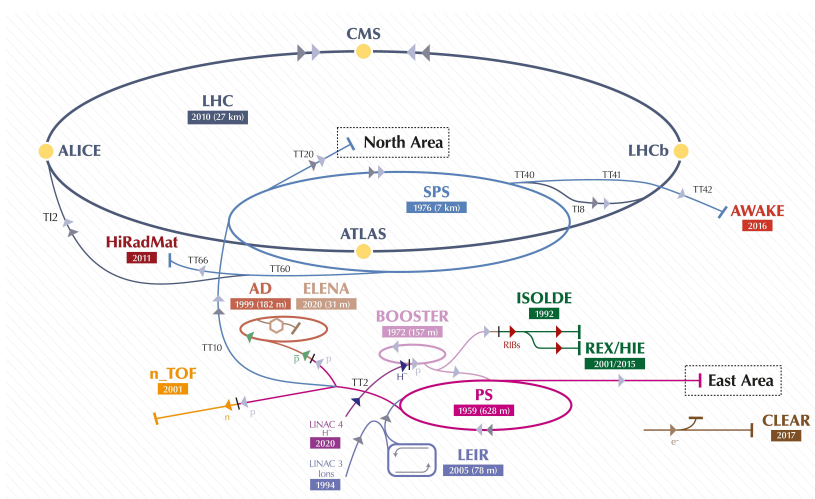 CMS
LHC
2010 (27 km)
ALICE
LHCb
TT20
North Area
SPS
1976 (7 km)
TT40
TT41
TT42
TI8
AWAKE
2016
TI2
ATLAS
HiRadMat
2011
TT66
TT60
AD
1999 (182 m)
ELENA
2020 (31 m)
ISOLDE
1992
BOOSTER
1972 (157 m)
RIBs
REX/HIE
2001/2015
TT10
p̅
p
H⁻
p
n_TOF
2001
TT2
n
p
PS
1959 (628 m)
East Area
LINAC 4
H⁻
2020
LINAC 3
Ions
1994
LEIR
2005 (78 m)
CLEAR
2017
e⁻